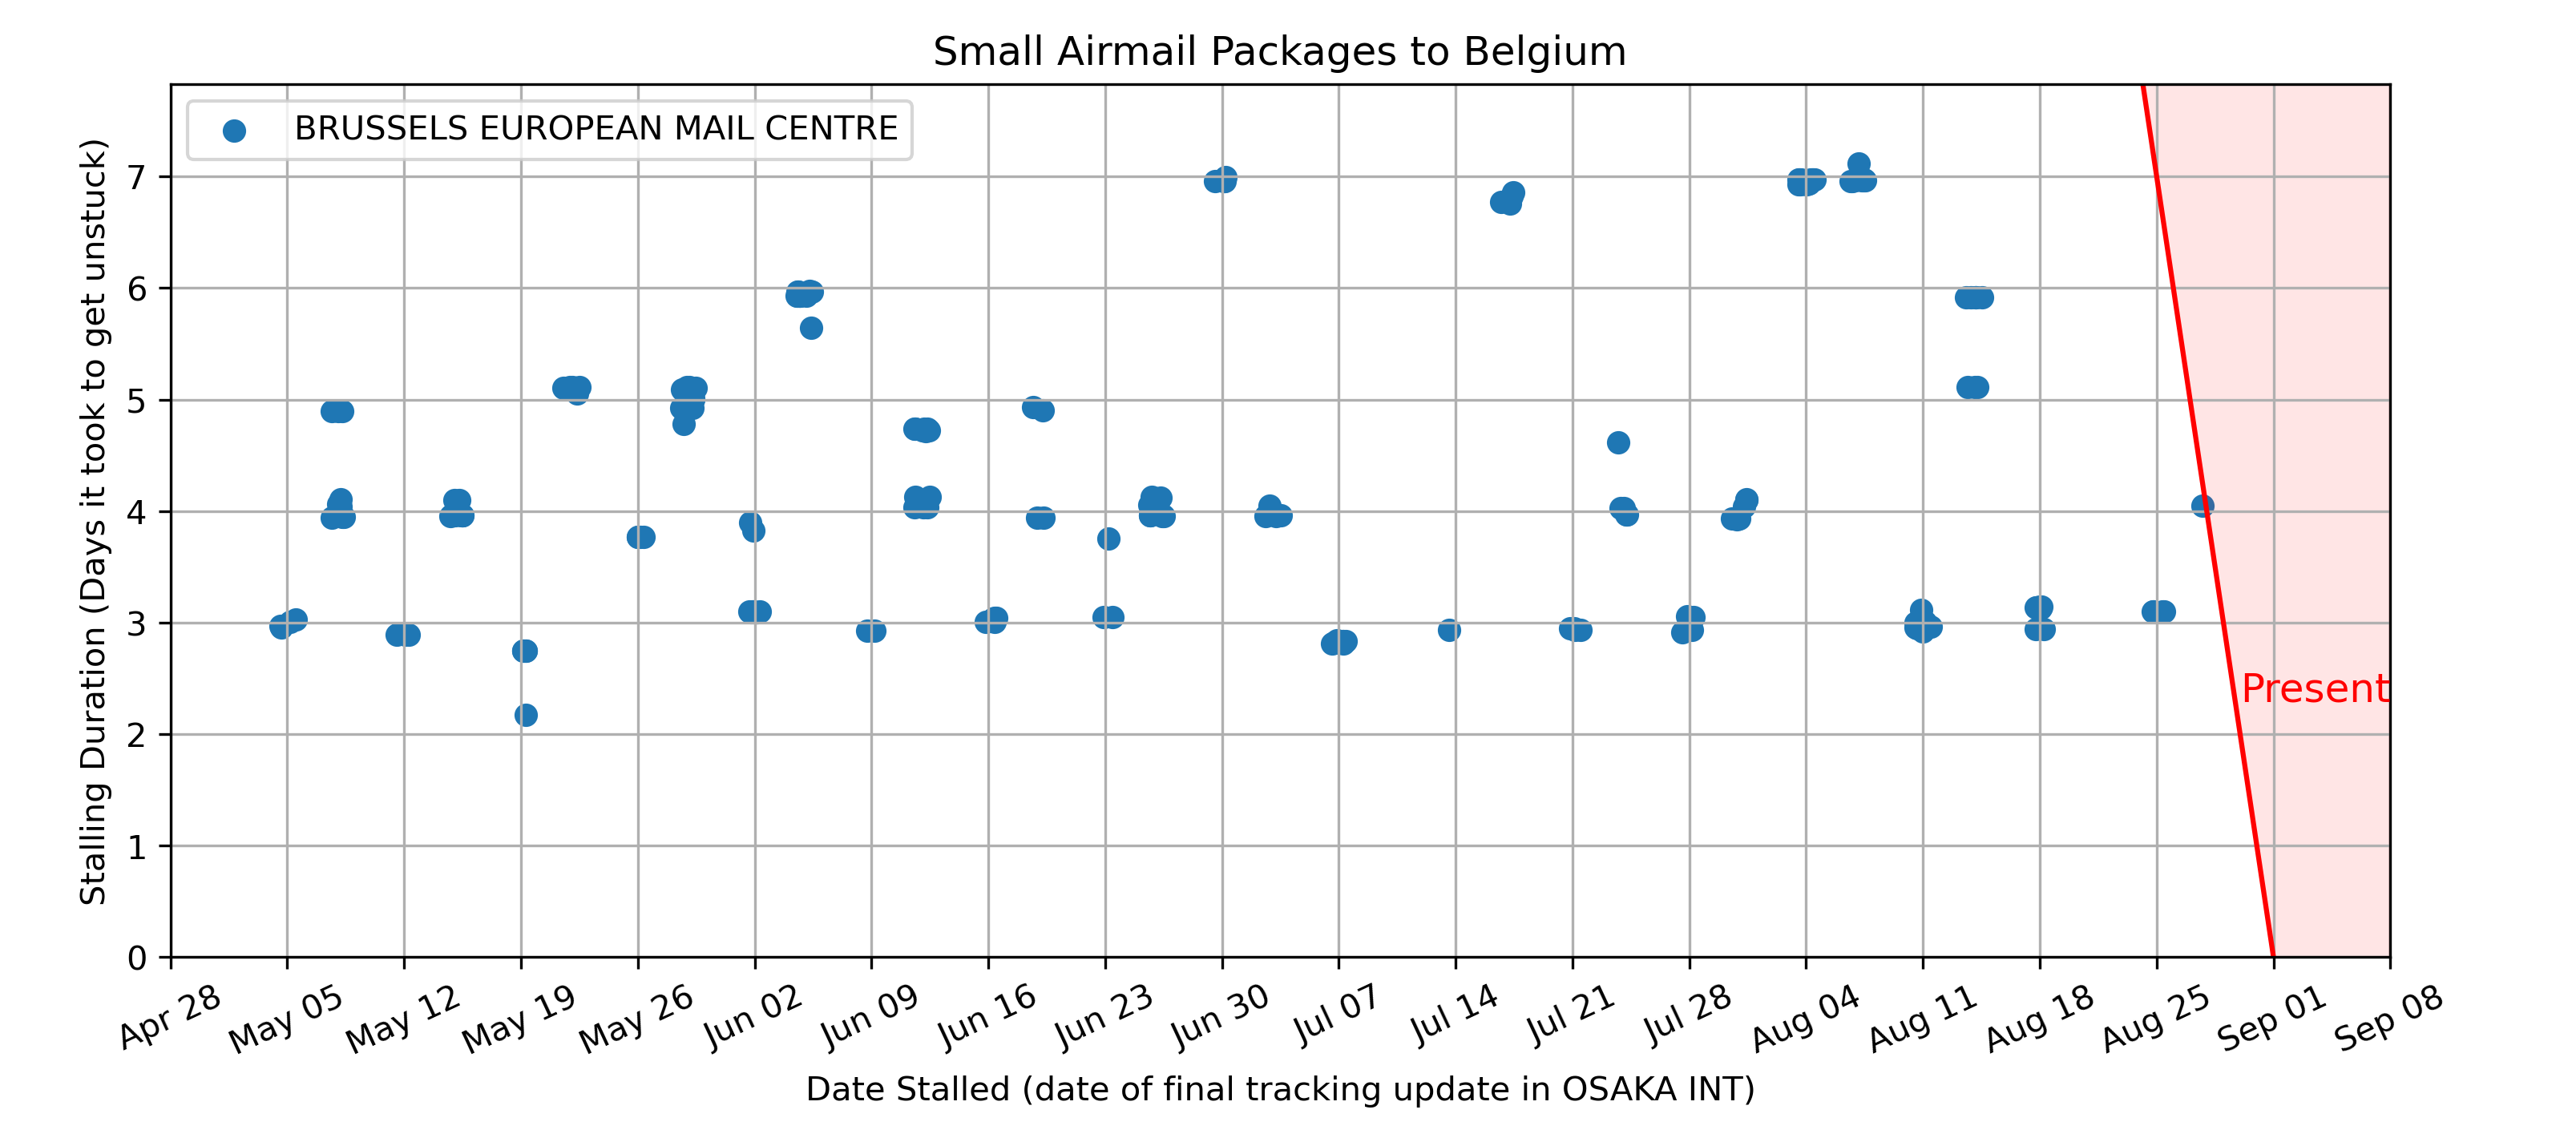 Small Airmail Packages to Belgium
BRUSSELS EUROPEAN MAIL CENTRE
Stalling Duration (Days it took to get unstuck)
7
6
5
4
3
2
1
0
Present
Apr 28
May 05
May 12
May 19
May 26
Jun 02
Jun 09
Jun 16
Jun 23
Jun 30
Jul 07
Jul 14
Jul 21
Jul 28
Aug 04
Aug 11
Aug 18
Aug 25
Sep 01
Sep 08
Date Stalled (date of final tracking update in OSAKA INT)